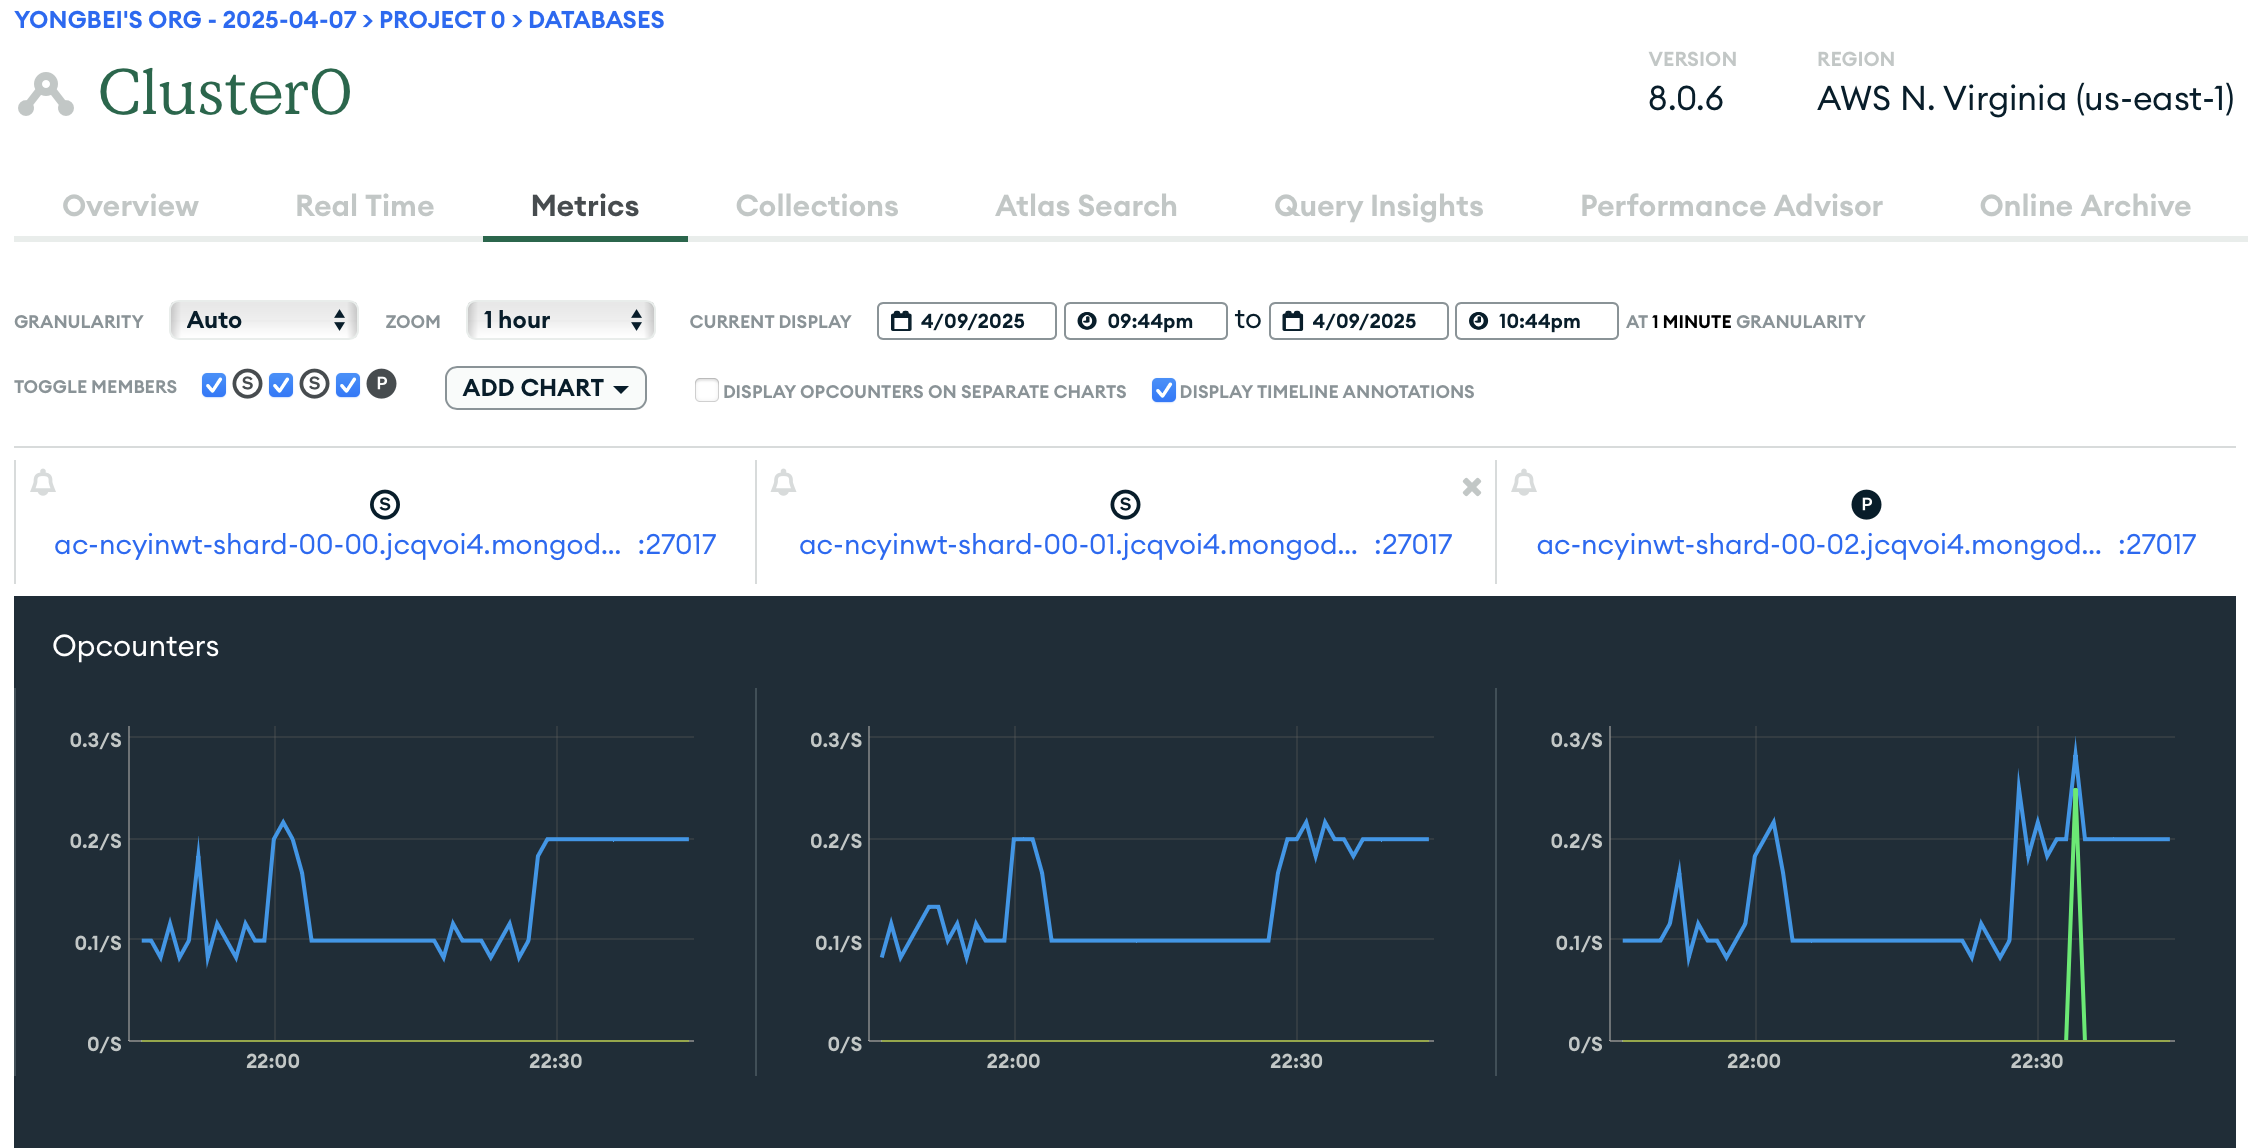 YONGBEI'S ORG - 2025-04-07 > PROJECT 0 > DATABASES
Cluster0
VERSION
8.0.6
REGION
AWS N. Virginia (us-east-1)
Overview Real Time Metrics Collections Atlas Search Query Insights Performance Advisor Online Archive
GRANULARITY Auto ZOOM 1 hour CURRENT DISPLAY 4/09/2025 09:44pm to 4/09/2025 10:44pm AT 1 MINUTE GRANULARITY
TOGGLE MEMBERS S S P ADD CHART DISPLAY OPCOUNTERS ON SEPARATE CHARTS DISPLAY TIMELINE ANNOTATIONS
S
ac-ncyinwt-shard-00-00.jcqvoi4.mongod... :27017
S
ac-ncyinwt-shard-00-01.jcqvoi4.mongod... :27017
P
ac-ncyinwt-shard-00-02.jcqvoi4.mongod... :27017
Opcounters
0.3/S
0.2/S
0.1/S
0/S
22:00 22:30
0.3/S
0.2/S
0.1/S
0/S
22:00 22:30
0.3/S
0.2/S
0.1/S
0/S
22:00 22:30